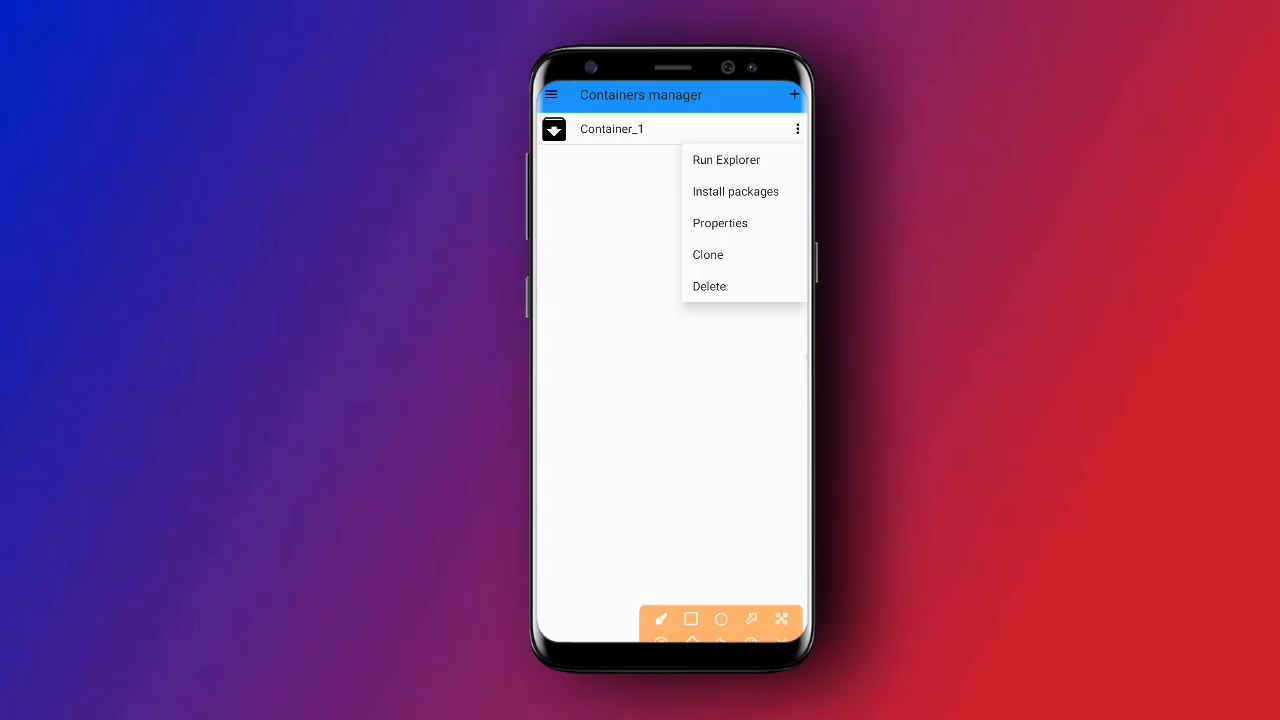 Containers manager
Container_1
Run Explorer
Install packages
Properties
Clone
Delete